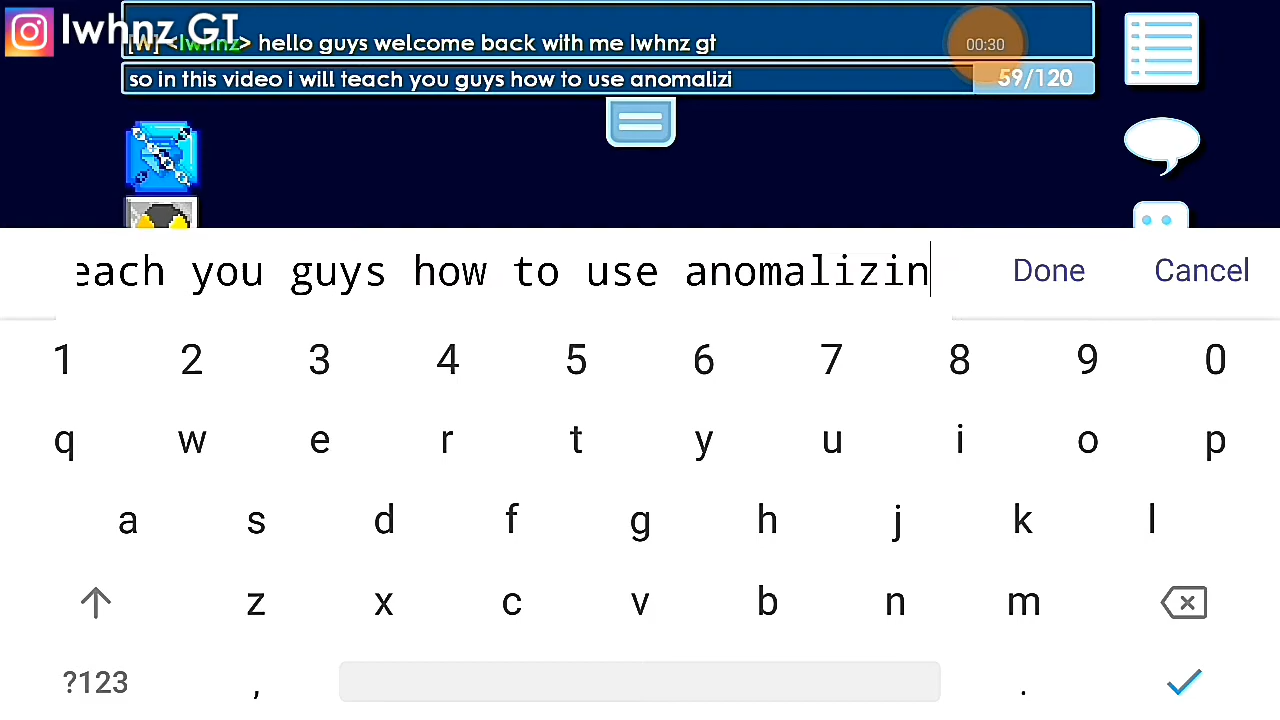 lwhnz GT
[W] <lwhnz> hello guys welcome back with me lwhnz gt
00:30
so in this video i will teach you guys how to use anomalizi
59/120
each you guys how to use anomalizin
Done
Cancel
1 2 3 4 5 6 7 8 9 0
q w e r t y u i o p
a s d f g h j k l
z x c v b n m
?123 , .